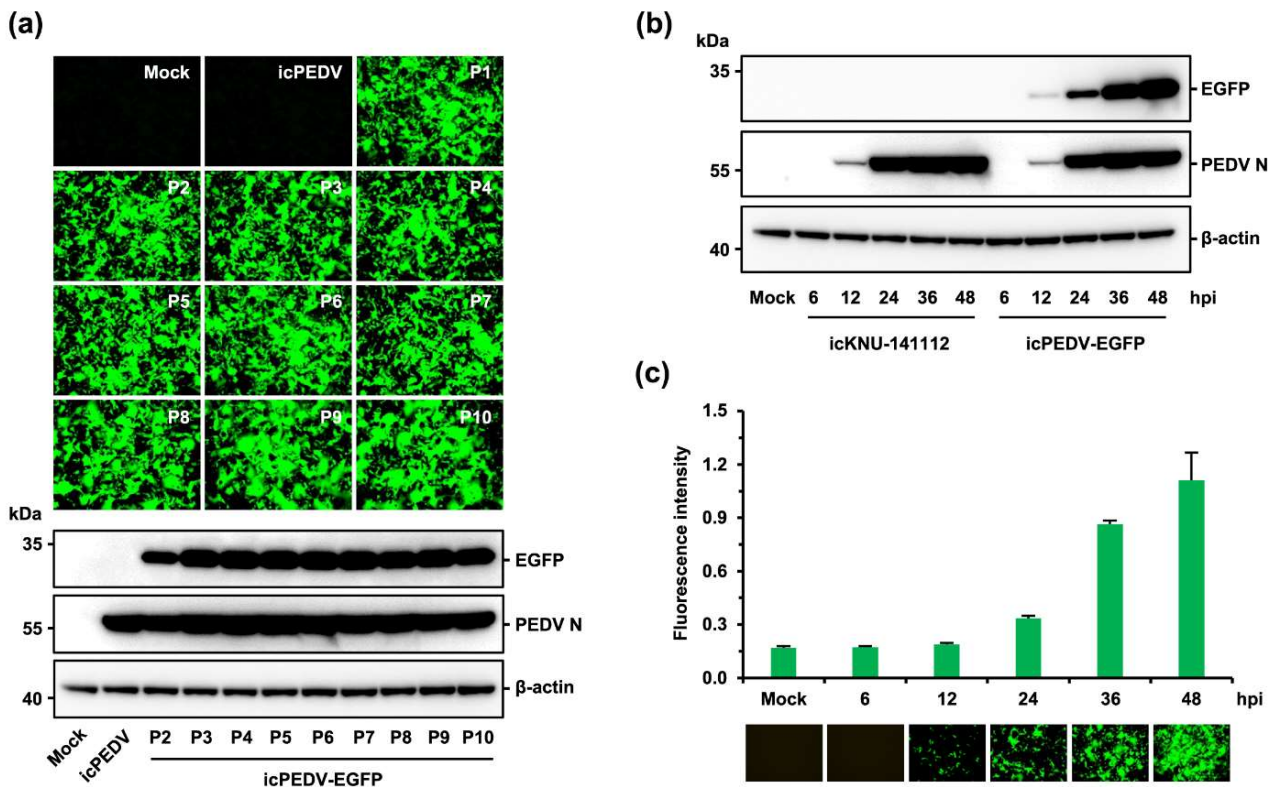 (a)
Mock icPEDV P1
P2 P3 P4
P5 P6 P7
P8 P9 P10
kDa
35 EGFP
55 PEDV N
40 β-actin
Mock icPEDV P2 P3 P4 P5 P6 P7 P8 P9 P10
icPEDV-EGFP
(b)
kDa
35 EGFP
55 PEDV N
40 β-actin
Mock 6 12 24 36 48 6 12 24 36 48 hpi
icKNU-141112 icPEDV-EGFP
(c)
Fluorescence intensity
1.5
1.2
0.9
0.6
0.3
0.0
Mock 6 12 24 36 48 hpi